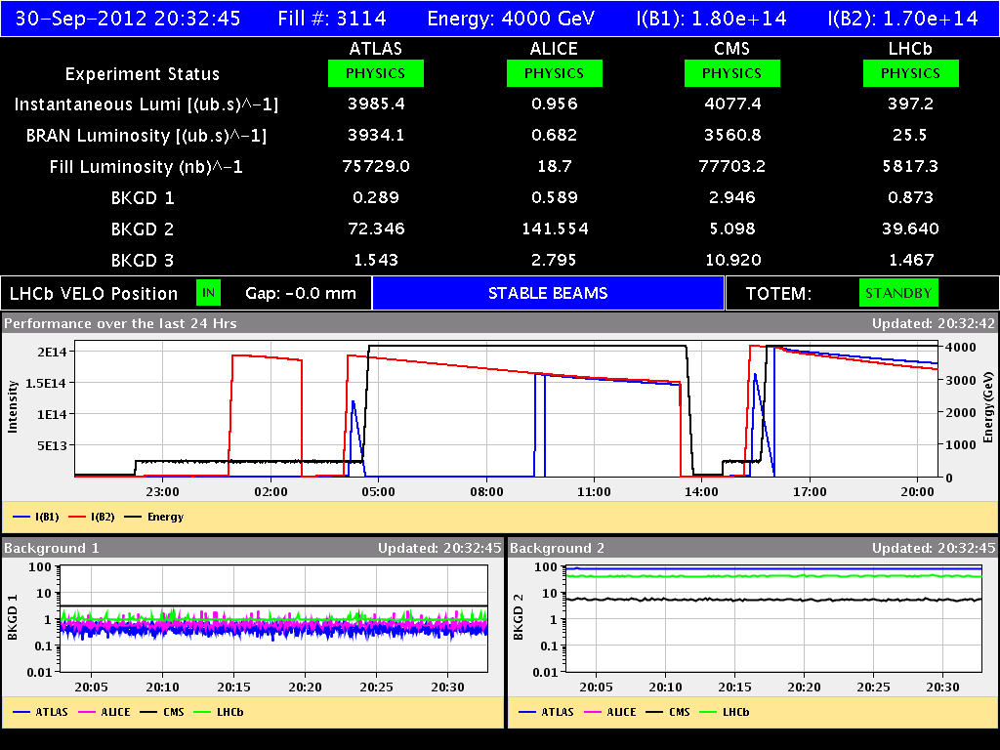 30-Sep-2012 20:32:45 Fill #: 3114 Energy: 4000 GeV I(B1): 1.80e+14 I(B2): 1.70e+14
ATLAS ALICE CMS LHCb
Experiment Status PHYSICS PHYSICS PHYSICS PHYSICS
Instantaneous Lumi [(ub.s)^-1] 3985.4 0.956 4077.4 397.2
BRAN Luminosity [(ub.s)^-1] 3934.1 0.682 3560.8 25.5
Fill Luminosity (nb)^-1 75729.0 18.7 77703.2 5817.3
BKGD 1 0.289 0.589 2.946 0.873
BKGD 2 72.346 141.554 5.098 39.640
BKGD 3 1.543 2.795 10.920 1.467
LHCb VELO Position IN Gap: -0.0 mm STABLE BEAMS TOTEM: STANDBY
Performance over the last 24 Hrs Updated: 20:32:42
Intensity
2E14
1.5E14
1E14
5E13
4000
3000
2000
1000
0
Energy(GeV)
23:00 02:00 05:00 08:00 11:00 14:00 17:00 20:00
I(B1) I(B2) Energy
Background 1 Updated: 20:32:45
BKGD 1
100
10
1
0.1
0.01
20:05 20:10 20:15 20:20 20:25 20:30
ATLAS ALICE CMS LHCb
Background 2 Updated: 20:32:45
BKGD 2
100
10
1
0.1
0.01
20:05 20:10 20:15 20:20 20:25 20:30
ATLAS ALICE CMS LHCb